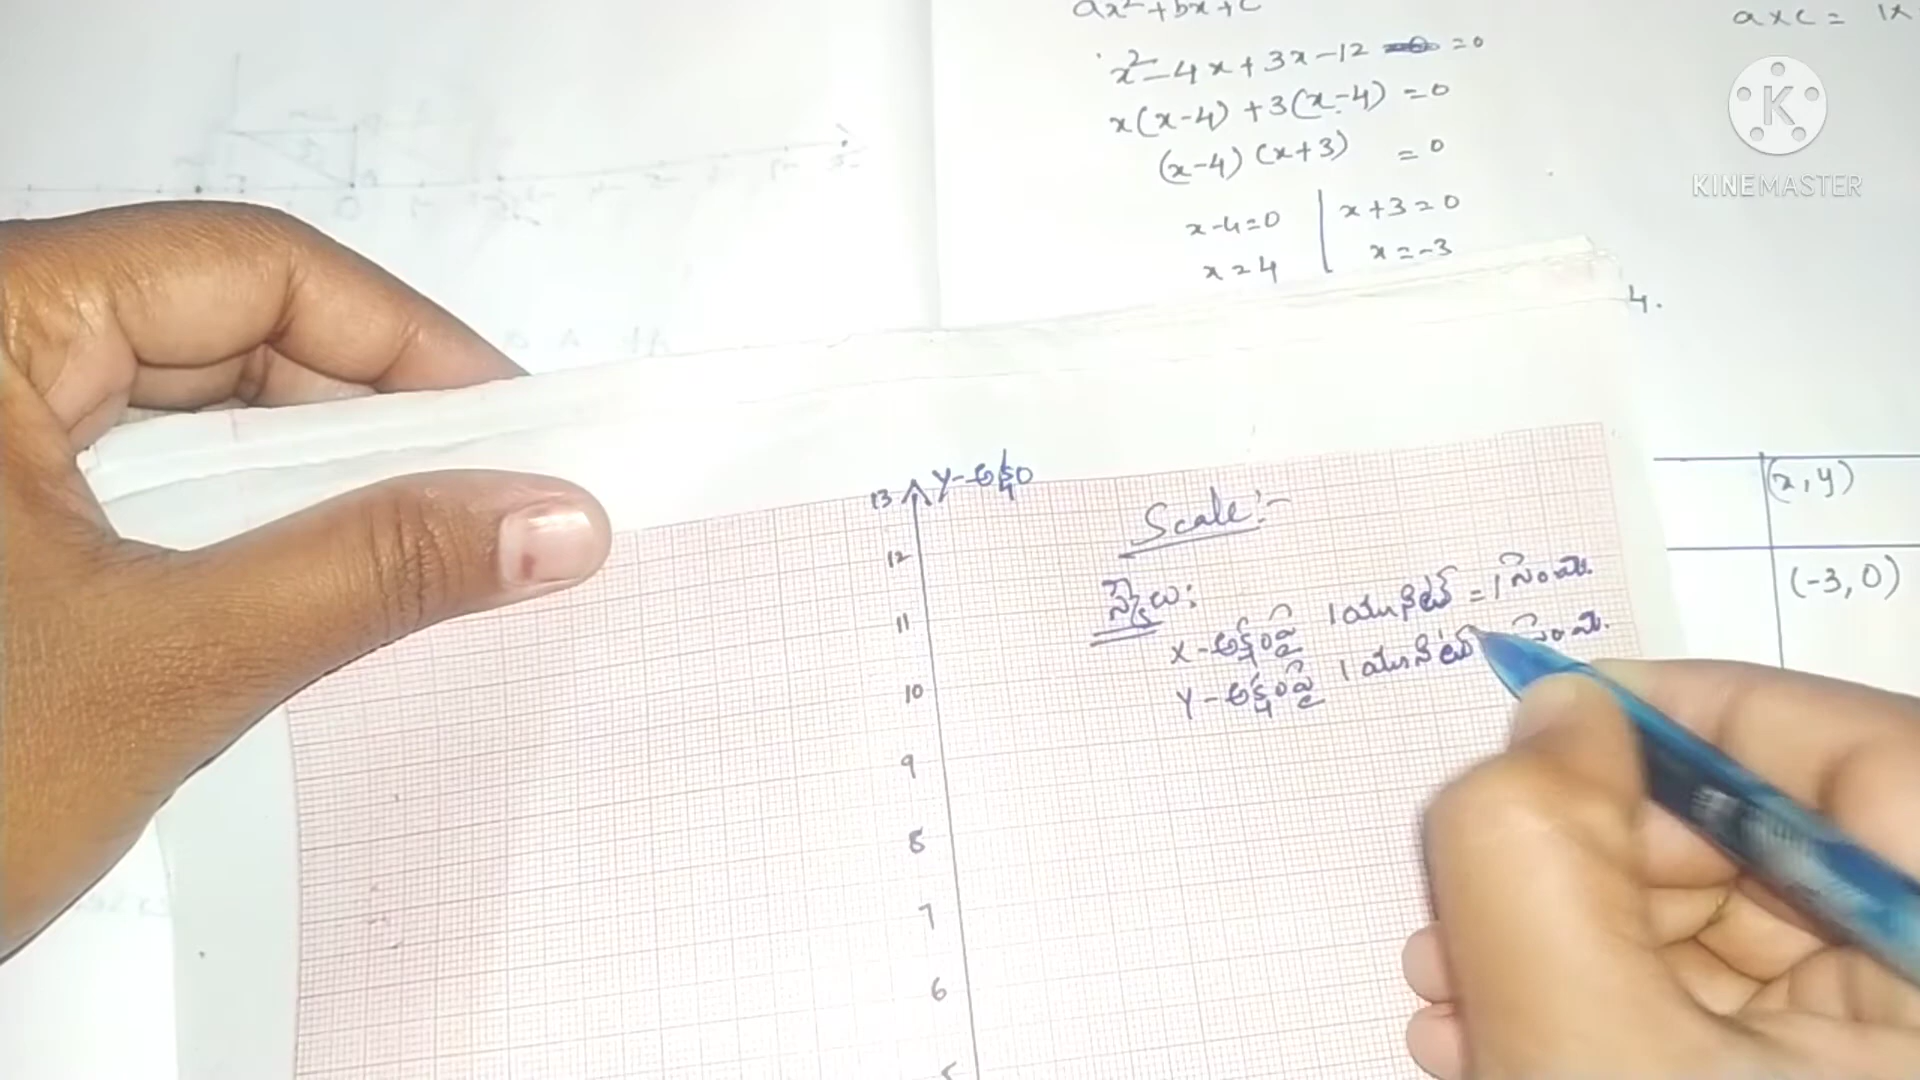 ax² + bx + c
a x c = 1x
x² - 4x + 3x - 12 = 0
x(x-4) + 3(x-4) = 0
(x-4) (x+3) = 0
x-4=0 | x+3=0
x=4 | x=-3
4.
KINEMASTER
(x, y)
(-3, 0)
13 Y-అక్షం
12
11
10
9
8
7
6
5
Scale:-
స్కేలు:
X-అక్షంపై 1 యూనిట్ = 1 సెం.మీ.
Y-అక్షంపై 1 యూనిట్ సెం.మీ.